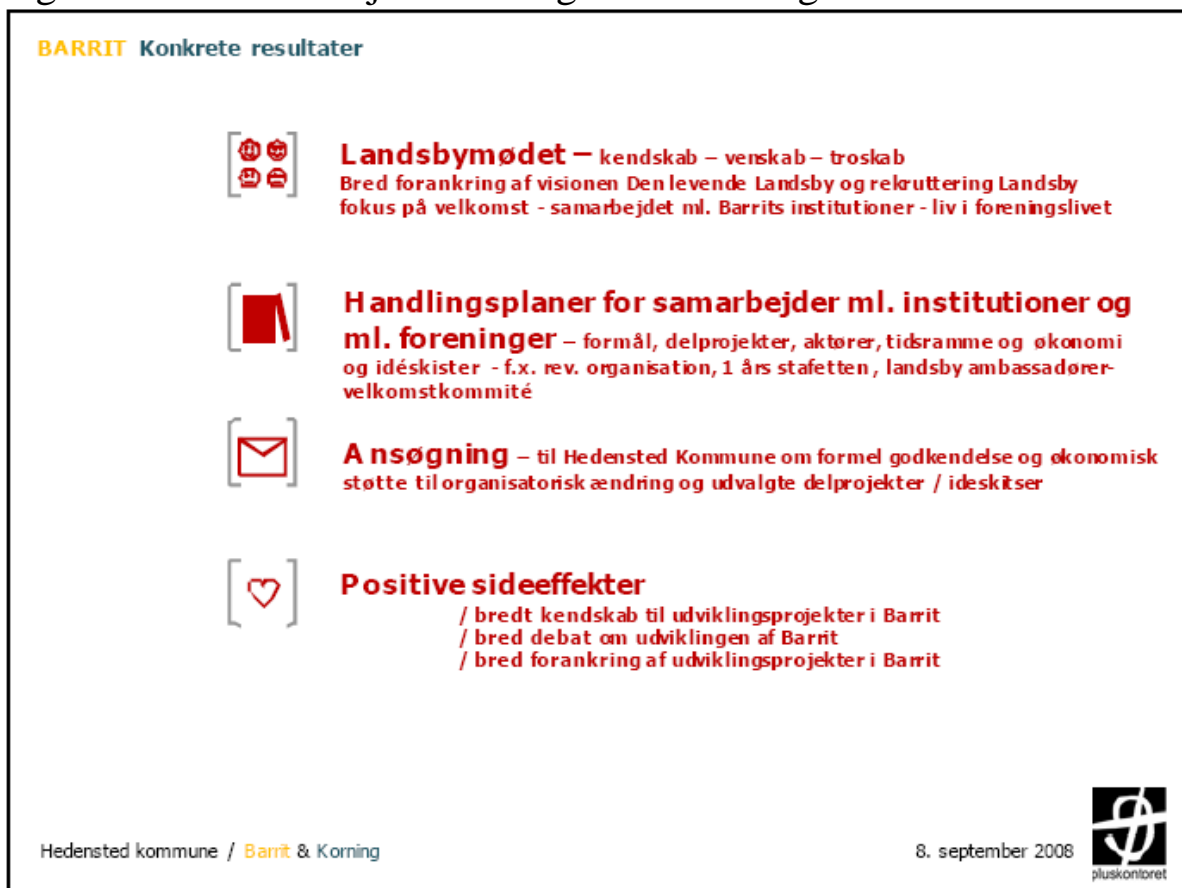 BARRIT Konkrete resultater
Landsbymødet – kendskab – venskab – troskab
Bred forankring af visionen Den levende Landsby og rekruttering Landsby
fokus på velkomst - samarbejdet ml. Barrits institutioner - liv i foreningslivet
Handlingsplaner for samarbejder ml. institutioner og
ml. foreninger – formål, delprojekter, aktører, tidsramme og økonomi
og idéskister - f.x. rev. organisation, 1 års stafetten, landsby ambassadører-
velkomstkommité
Ansøgning – til Hedensted Kommune om formel godkendelse og økonomisk
støtte til organisatorisk ændring og udvalgte delprojekter / ideskitser
Positive sideeffekter
/ bredt kendskab til udviklingsprojekter i Barrit
/ bred debat om udviklingen af Barrit
/ bred forankring af udviklingsprojekter i Barrit
Hedensted kommune / Barrit & Korning
8. september 2008
pluskontoret